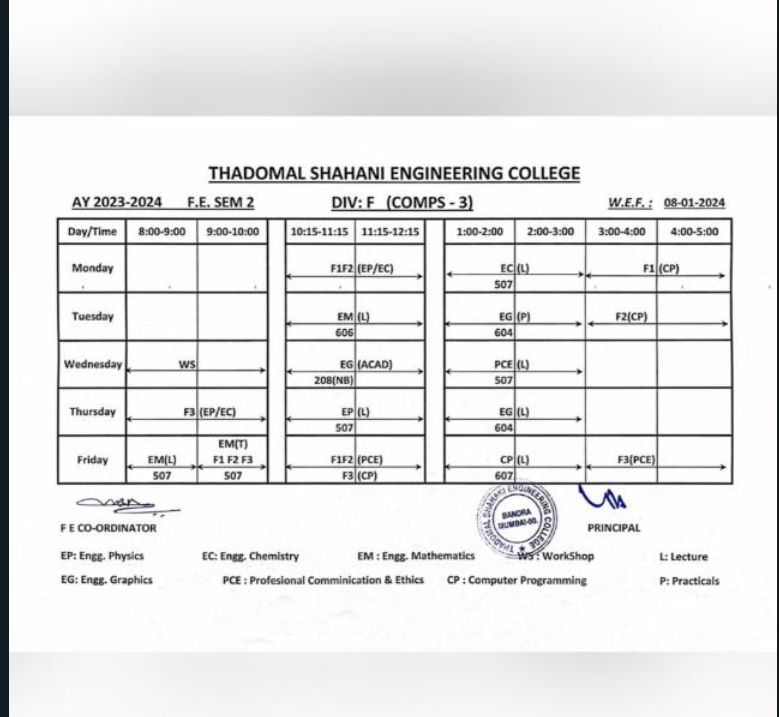 THADOMAL SHAHANI ENGINEERING COLLEGE
AY 2023-2024 F.E. SEM 2 DIV: F (COMPS - 3) W.E.F. : 08-01-2024
Day/Time 8:00-9:00 9:00-10:00 10:15-11:15 11:15-12:15 1:00-2:00 2:00-3:00 3:00-4:00 4:00-5:00
Monday F1F2 (EP/EC) EC (L) F1 (CP)
507
Tuesday EM (L) EG (P) F2(CP)
606 604
Wednesday WS EG (ACAD) PCE (L)
208(NB) 507
Thursday F3 (EP/EC) EP (L) EG (L)
507 604
EM(T)
Friday EM(L) F1 F2 F3 F1F2 (PCE) CP (L) F3(PCE)
507 507 F3 (CP) 607
THADOMAL SHAHANI ENGINEERING COLLEGE
BANDRA
MUMBAI-50.
F E CO-ORDINATOR PRINCIPAL
EP: Engg. Physics EC: Engg. Chemistry EM : Engg. Mathematics WS : WorkShop L: Lecture
EG: Engg. Graphics PCE : Profesional Comminication & Ethics CP : Computer Programming P: Practicals